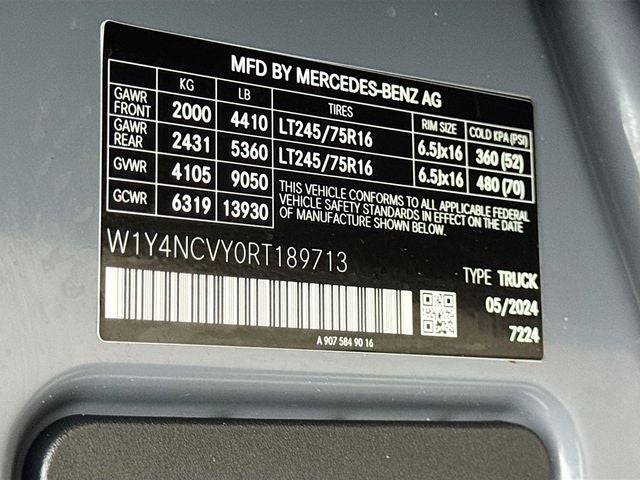 MFD BY MERCEDES-BENZ AG
KG LB TIRES RIM SIZE COLD KPA (PSI)
GAWR FRONT 2000 4410 LT245/75R16 6.5Jx16 360 (52)
GAWR REAR 2431 5360 LT245/75R16 6.5Jx16 480 (70)
GVWR 4105 9050
GCWR 6319 13930
THIS VEHICLE CONFORMS TO ALL APPLICABLE FEDERAL
VEHICLE SAFETY STANDARDS IN EFFECT ON THE DATE
OF MANUFACTURE SHOWN ABOVE.
W1Y4NCVY0RT189713
TYPE TRUCK
05/2024
7224
A 907 584 90 16